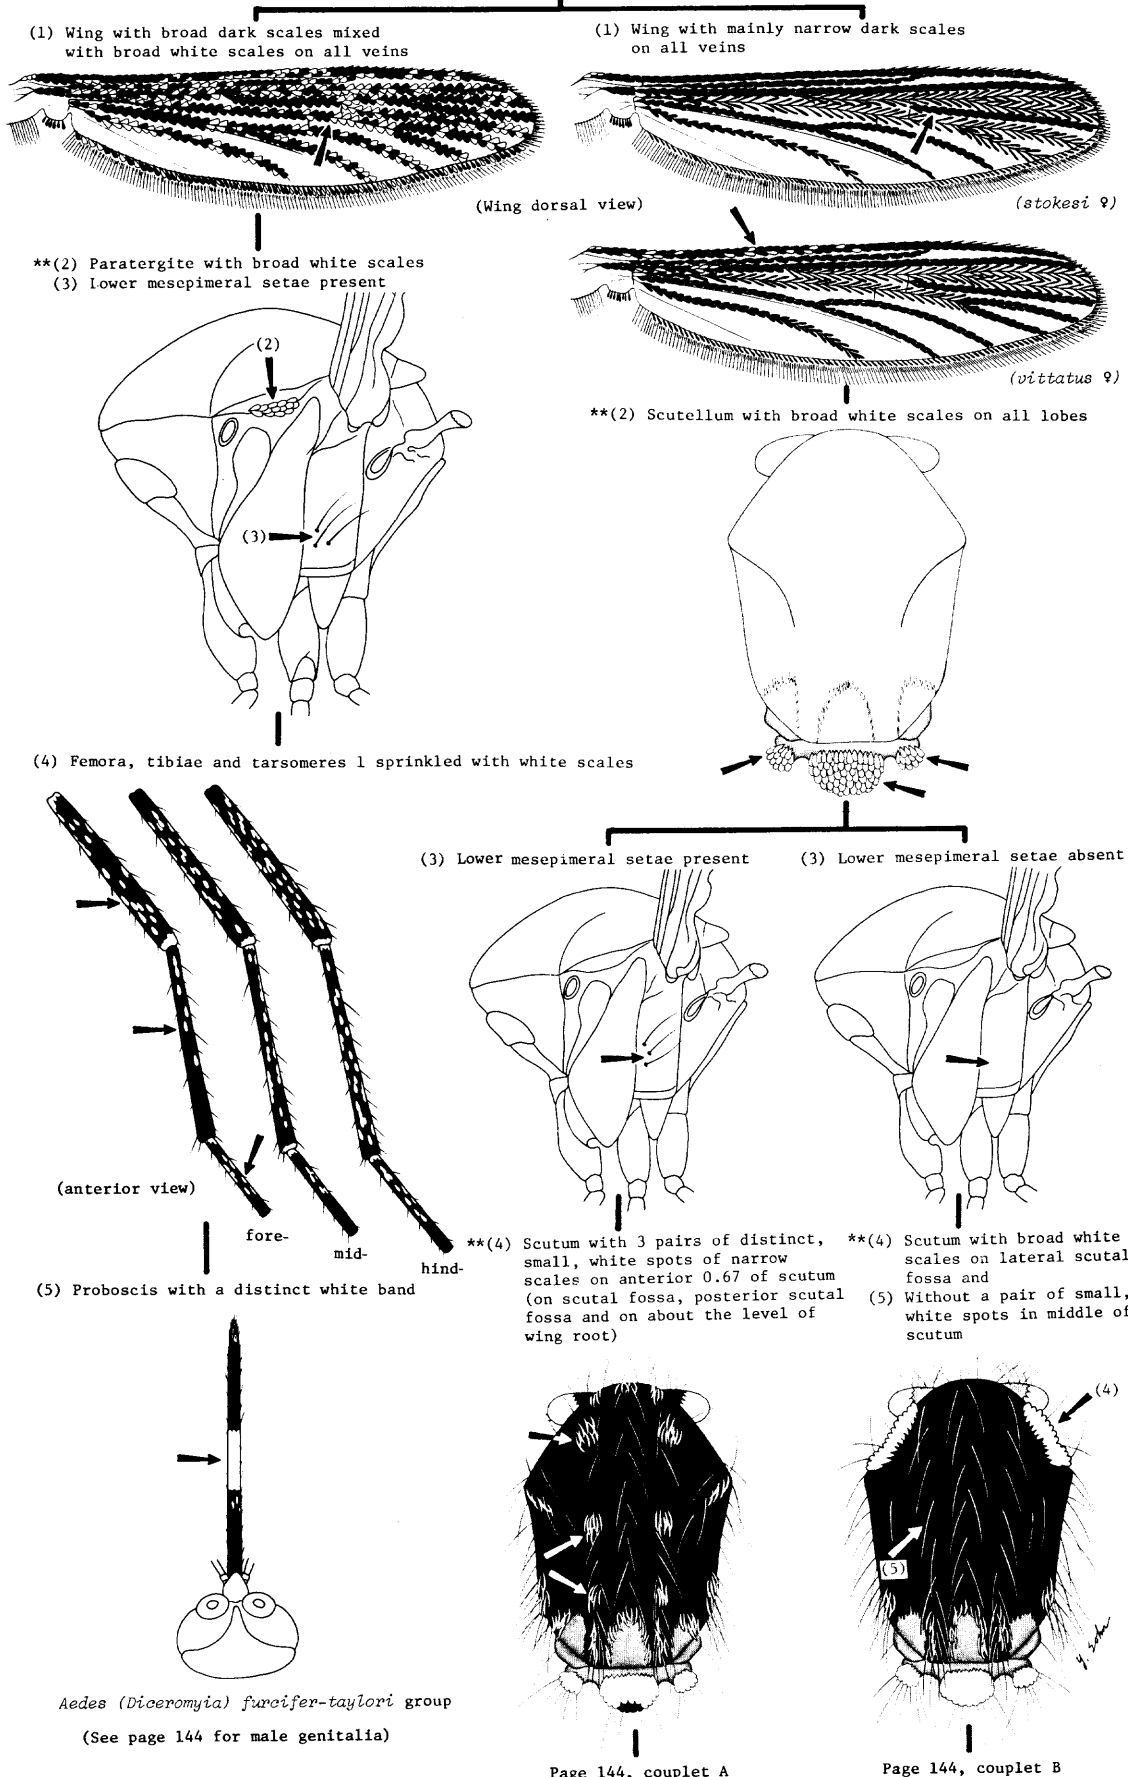 (1) Wing with broad dark scales mixed
with broad white scales on all veins
(1) Wing with mainly narrow dark scales
on all veins
(Wing dorsal view)
(stokesi ♀)
**(2) Paratergite with broad white scales
(3) Lower mesepimeral setae present
(2)
(3)
(vittatus ♀)
**(2) Scutellum with broad white scales on all lobes
(4) Femora, tibiae and tarsomeres 1 sprinkled with white scales
(3) Lower mesepimeral setae present
(3) Lower mesepimeral setae absent
(anterior view)
fore-
mid-
hind-
(5) Proboscis with a distinct white band
**(4) Scutum with 3 pairs of distinct,
small, white spots of narrow
scales on anterior 0.67 of scutum
(on scutal fossa, posterior scutal
fossa and on about the level of
wing root)
**(4) Scutum with broad white
scales on lateral scutal
fossa and
(5) Without a pair of small,
white spots in middle of
scutum
(4)
(5)
Y. Sohn
Aedes (Diceromyia) furcifer-taylori group
(See page 144 for male genitalia)
Page 144, couplet A
Page 144, couplet B